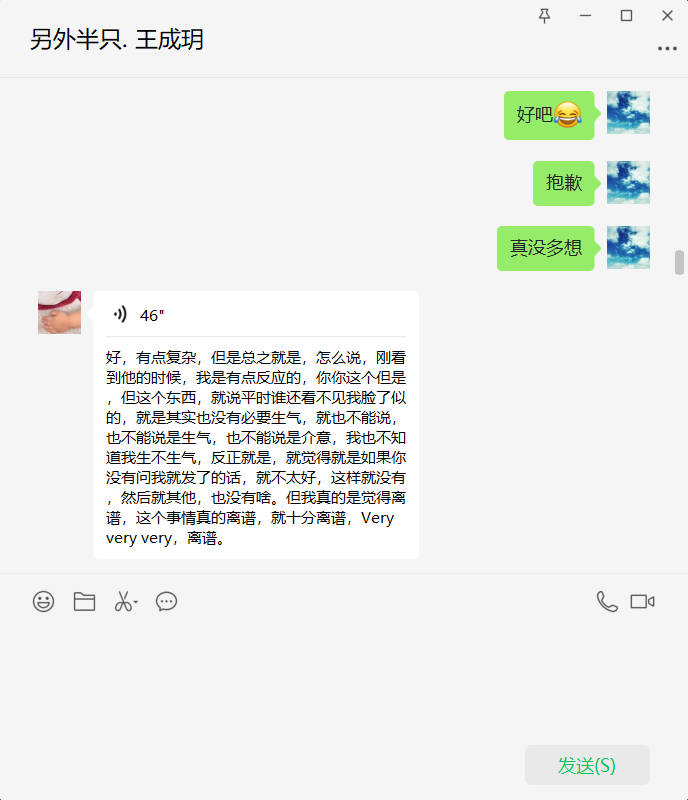 另外半只. 王成玥
好吧😂
抱歉
真没多想
46"
好，有点复杂，但是总之就是，怎么说，刚看
到他的时候，我是有点反应的，你你这个但是
，但这个东西，就说平时谁还看不见我脸了似
的，就是其实也没有必要生气，就也不能说，
也不能说是生气，也不能说是介意，我也不知
道我生不生气，反正就是，就觉得就是如果你
没有问我就发了的话，就不太好，这样就没有
，然后就其他，也没有啥。但我真的是觉得离
谱，这个事情真的离谱，就十分离谱，Very
very very，离谱。
发送(S)